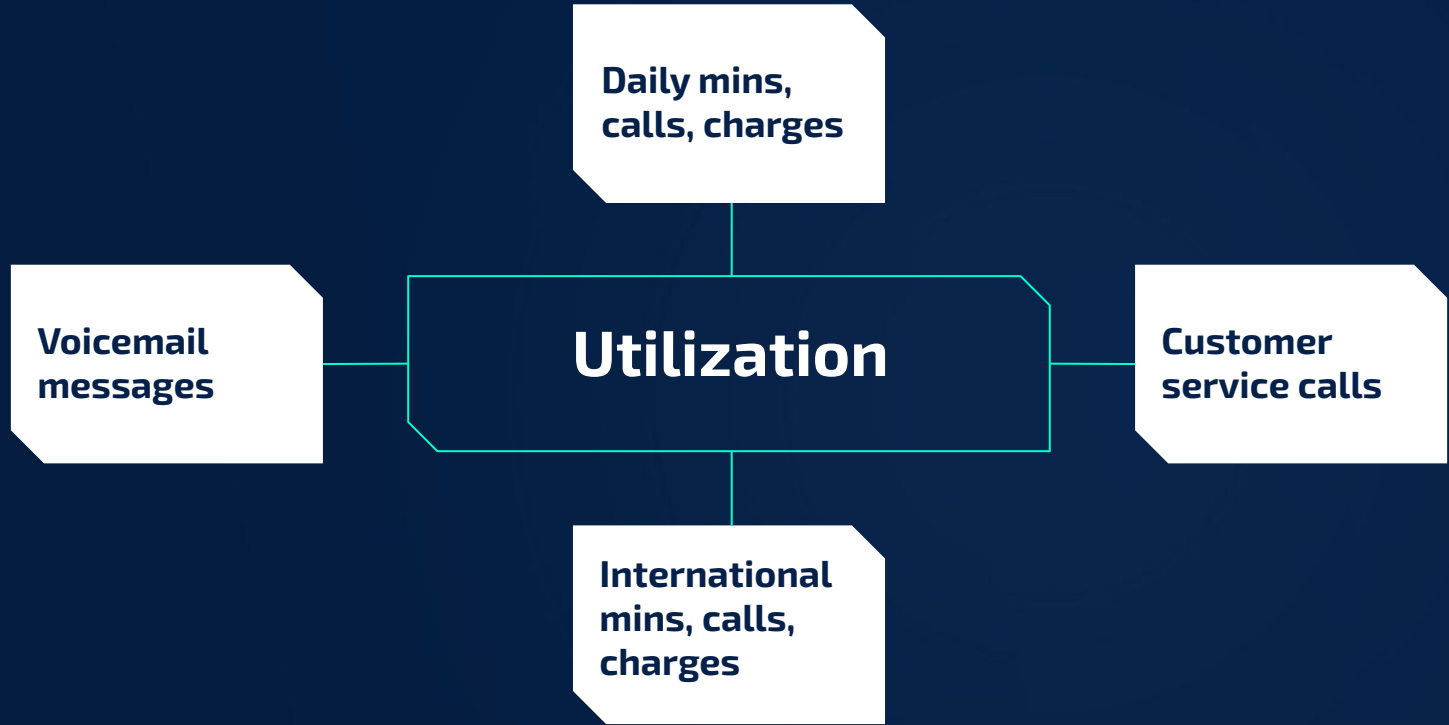 Daily mins,
calls, charges
Voicemail
messages
Utilization
Customer
service calls
International
mins, calls,
charges